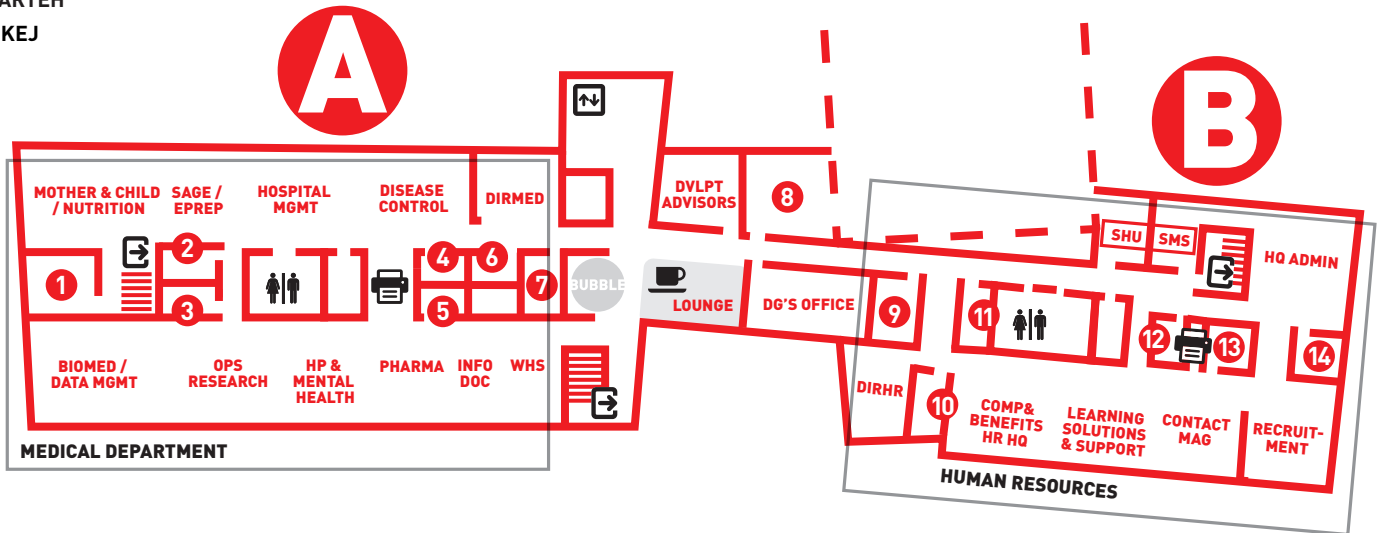 KEJ
A
B
MOTHER & CHILD
/ NUTRITION
SAGE /
EPREP
HOSPITAL
MGMT
DISEASE
CONTROL
DIRMED
DVLPT
ADVISORS
8
SHU
SMS
HQ ADMIN
1
2
3
4
6
5
7
BUBBLE
LOUNGE
DG'S OFFICE
9
11
12
13
14
BIOMED /
DATA MGMT
OPS
RESEARCH
HP &
MENTAL
HEALTH
PHARMA
INFO
DOC
WHS
DIRHR
10
COMP&
BENEFITS
HR HQ
LEARNING
SOLUTIONS
& SUPPORT
CONTACT
MAG
RECRUIT-
MENT
MEDICAL DEPARTMENT
HUMAN RESOURCES